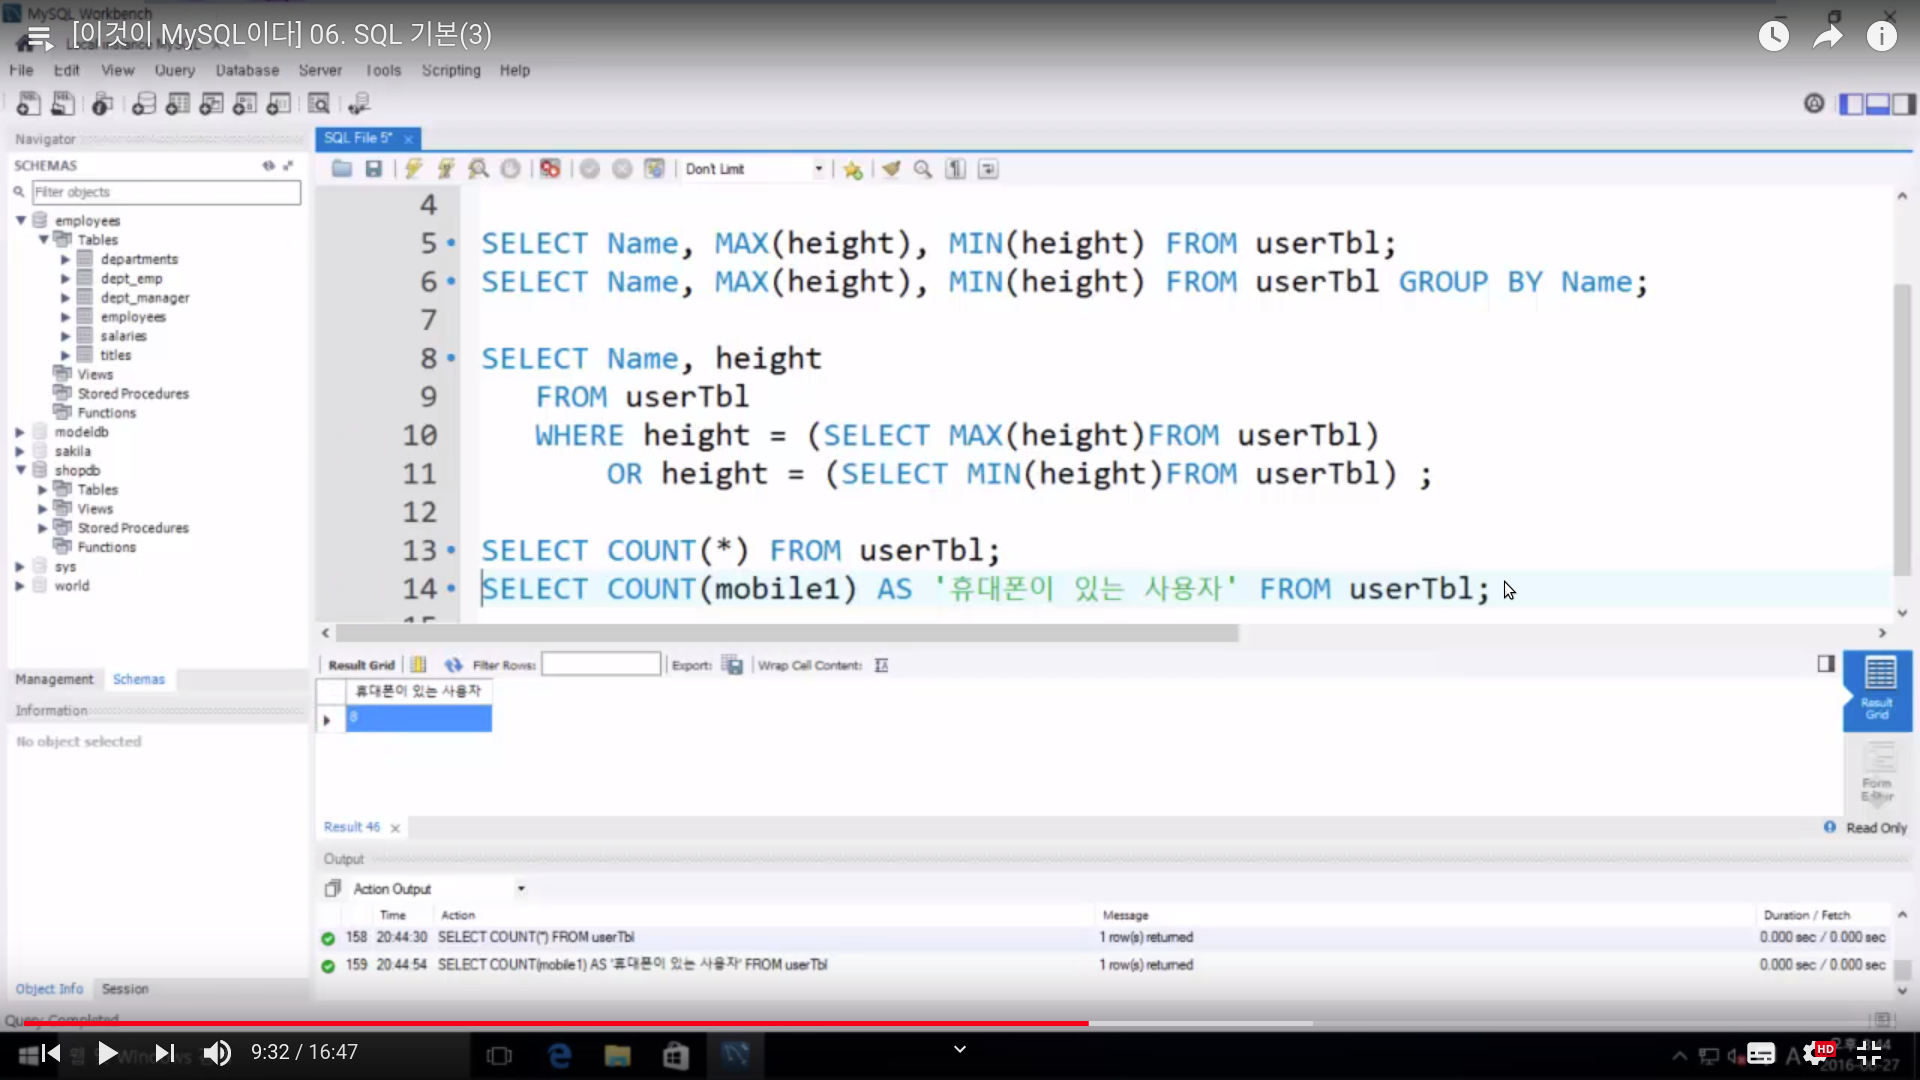 MySQL Workbench
[이것이 MySQL이다] 06. SQL 기본(3)
File Edit View Query Database Server Tools Scripting Help
Navigator
SQL File 5*
SCHEMAS
Filter objects
Don't Limit
employees
Tables
departments
dept_emp
dept_manager
employees
salaries
titles
Views
Stored Procedures
Functions
modeldb
sakila
shopdb
Tables
Views
Stored Procedures
Functions
sys
world
4
5 SELECT Name, MAX(height), MIN(height) FROM userTbl;
6 SELECT Name, MAX(height), MIN(height) FROM userTbl GROUP BY Name;
7
8 SELECT Name, height
9 FROM userTbl
10 WHERE height = (SELECT MAX(height)FROM userTbl)
11 OR height = (SELECT MIN(height)FROM userTbl) ;
12
13 SELECT COUNT(*) FROM userTbl;
14 SELECT COUNT(mobile1) AS '휴대폰이 있는 사용자' FROM userTbl;
15
Management Schemas
Information
No object selected
Result Grid Filter Rows: Export: Wrap Cell Content:
휴대폰이 있는 사용자
8
Result Grid
Form Editor
Result 46
Read Only
Output
Action Output
Time Action Message Duration / Fetch
158 20:44:30 SELECT COUNT(*) FROM userTbl 1 row(s) returned 0.000 sec / 0.000 sec
159 20:44:54 SELECT COUNT(mobile1) AS '휴대폰이 있는 사용자' FROM userTbl 1 row(s) returned 0.000 sec / 0.000 sec
Object Info Session
Query Completed
9:32 / 16:47
HD